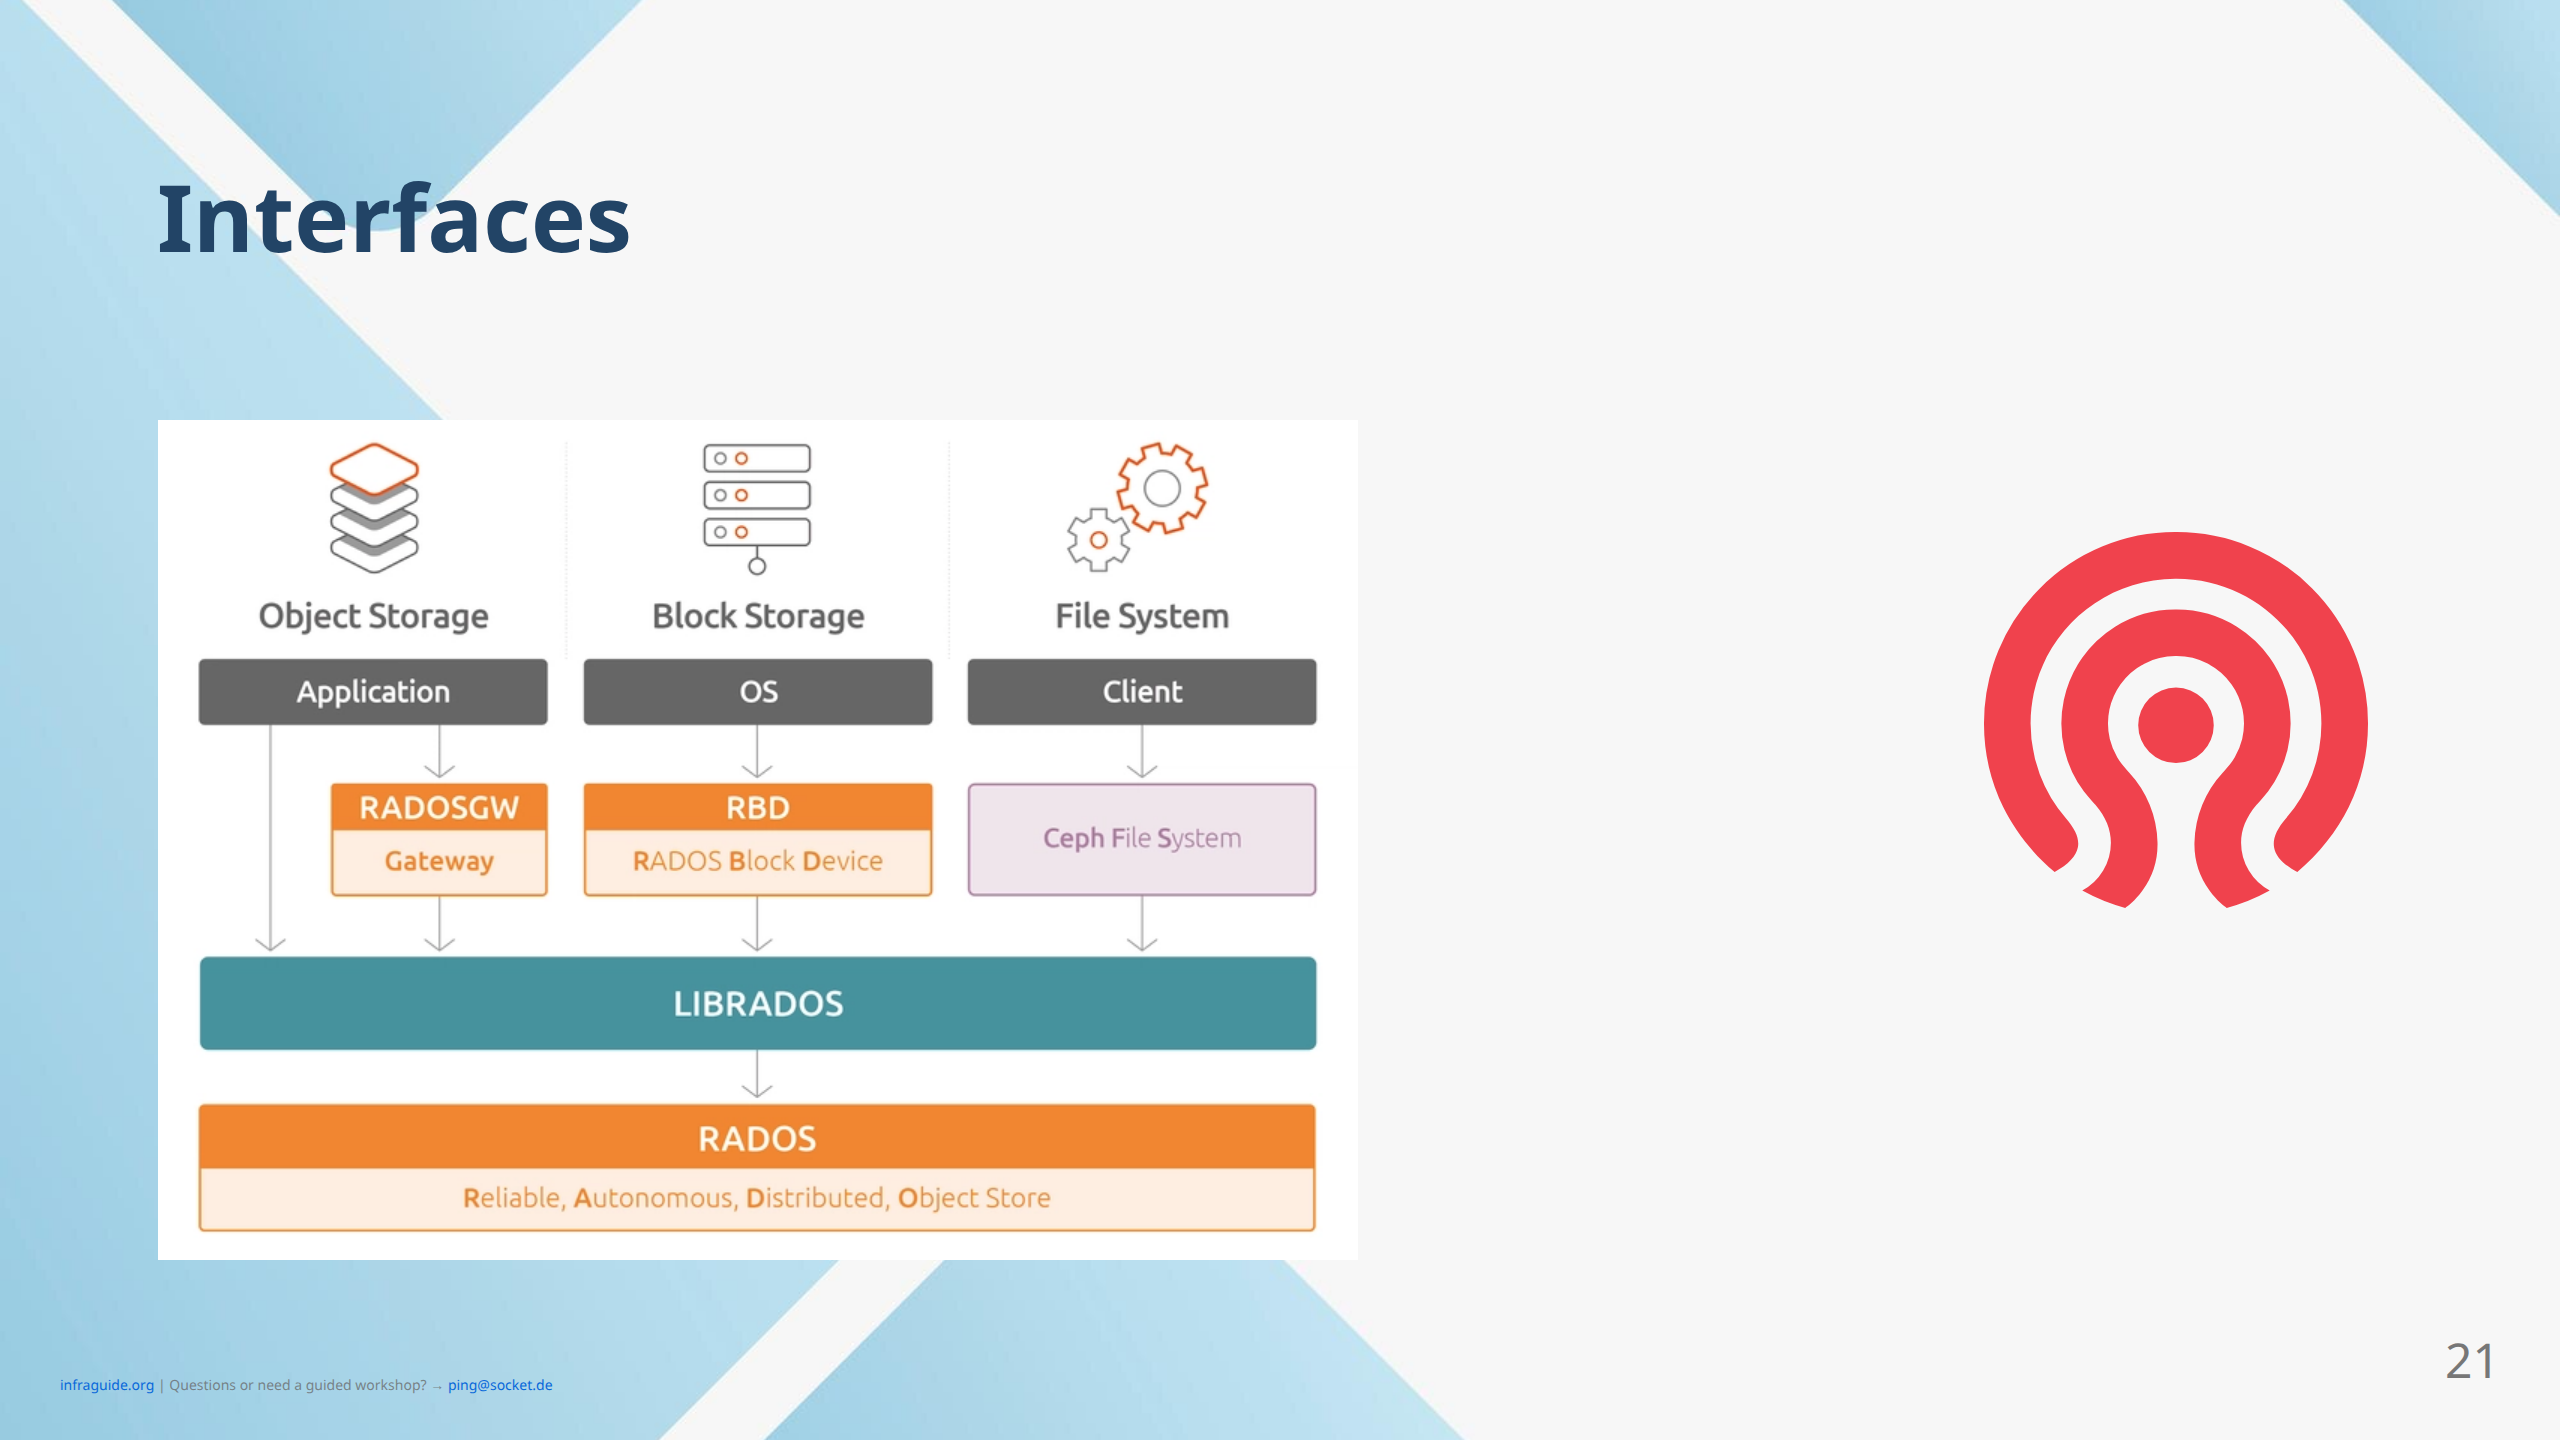 Interfaces
Object Storage
Block Storage
File System
Application
OS
Client
RADOSGW
Gateway
RBD
RADOS Block Device
Ceph File System
LIBRADOS
RADOS
Reliable, Autonomous, Distributed, Object Store
infraguide.org | Questions or need a guided workshop? → ping@socket.de
21